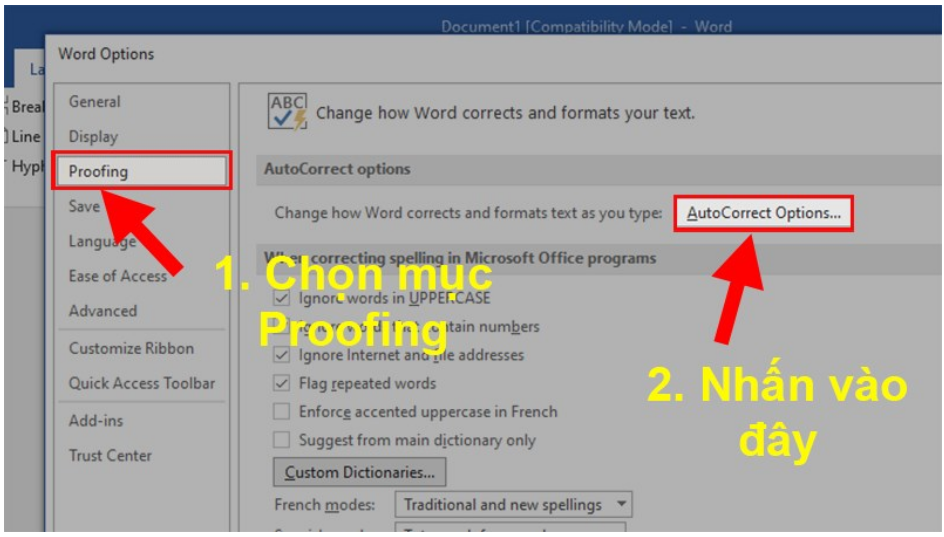 Document1 [Compatibility Mode] - Word
Word Options
La
Break
Line
Hyph
General
Display
Proofing
Save
Language
Ease of Access
Advanced
Customize Ribbon
Quick Access Toolbar
Add-ins
Trust Center
ABC
Change how Word corrects and formats your text.
AutoCorrect options
Change how Word corrects and formats text as you type:
AutoCorrect Options...
When correcting spelling in Microsoft Office programs
Ignore words in UPPERCASE
Ignore words that contain numbers
Ignore Internet and file addresses
Flag repeated words
Enforce accented uppercase in French
Suggest from main dictionary only
Custom Dictionaries...
French modes:
Traditional and new spellings
1. Chọn mục
Proofing
2. Nhấn vào
đây